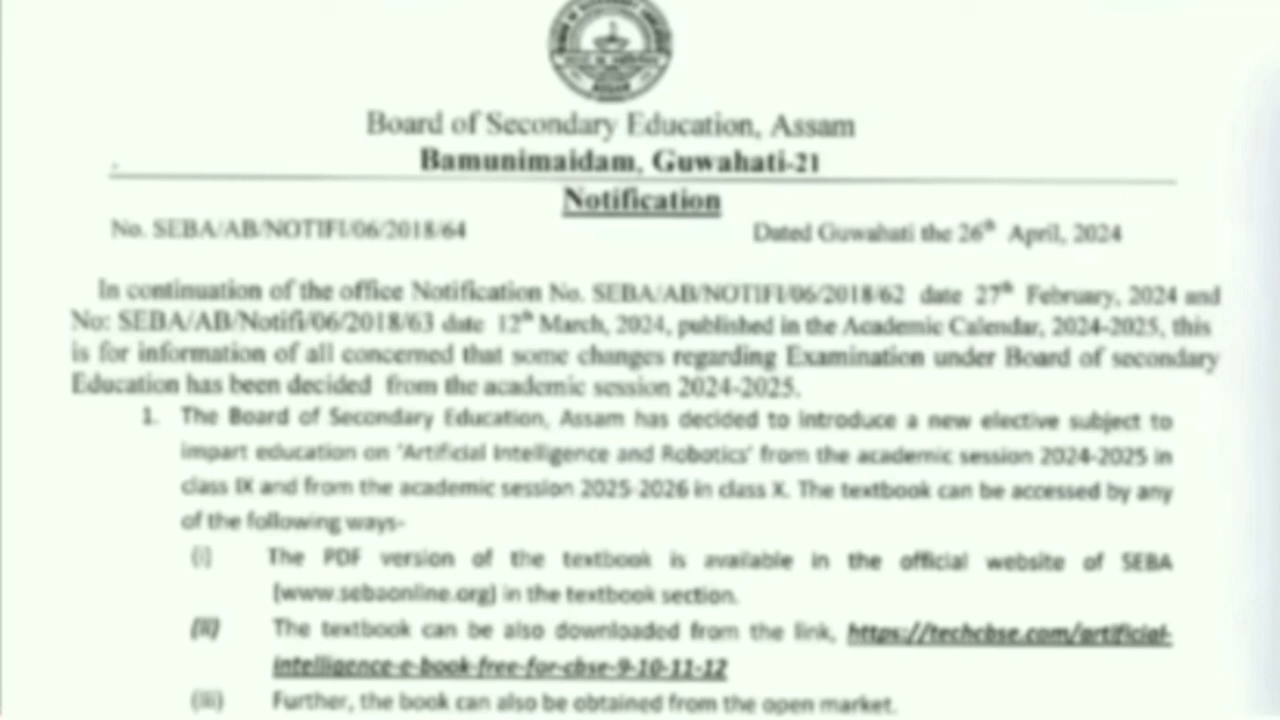 ASSAM
Board of Secondary Education, Assam
Bamunimaidam, Guwahati-21
Notification
No. SEBA/AB/NOTIFI/06/2018/64 Dated Guwahati the 26th April, 2024
In continuation of the office Notification No. SEBA/AB/NOTIFI/06/2018/62 date 27th February, 2024 and
No: SEBA/AB/Notifi/06/2018/63 date 12th March, 2024, published in the Academic Calendar, 2024-2025, this
is for information of all concerned that some changes regarding Examination under Board of secondary
Education has been decided from the academic session 2024-2025.
1. The Board of Secondary Education, Assam has decided to introduce a new elective subject to
impart education on 'Artificial Intelligence and Robotics' from the academic session 2024-2025 in
class IX and from the academic session 2025-2026 in class X. The textbook can be accessed by any
of the following ways-
(i) The PDF version of the textbook is available in the official website of SEBA
(www.sebaonline.org) in the textbook section.
(ii) The textbook can be also downloaded from the link, https://techcbse.com/artificial-
intelligence-e-book-free-for-cbse-9-10-11-12
(iii) Further, the book can also be obtained from the open market.